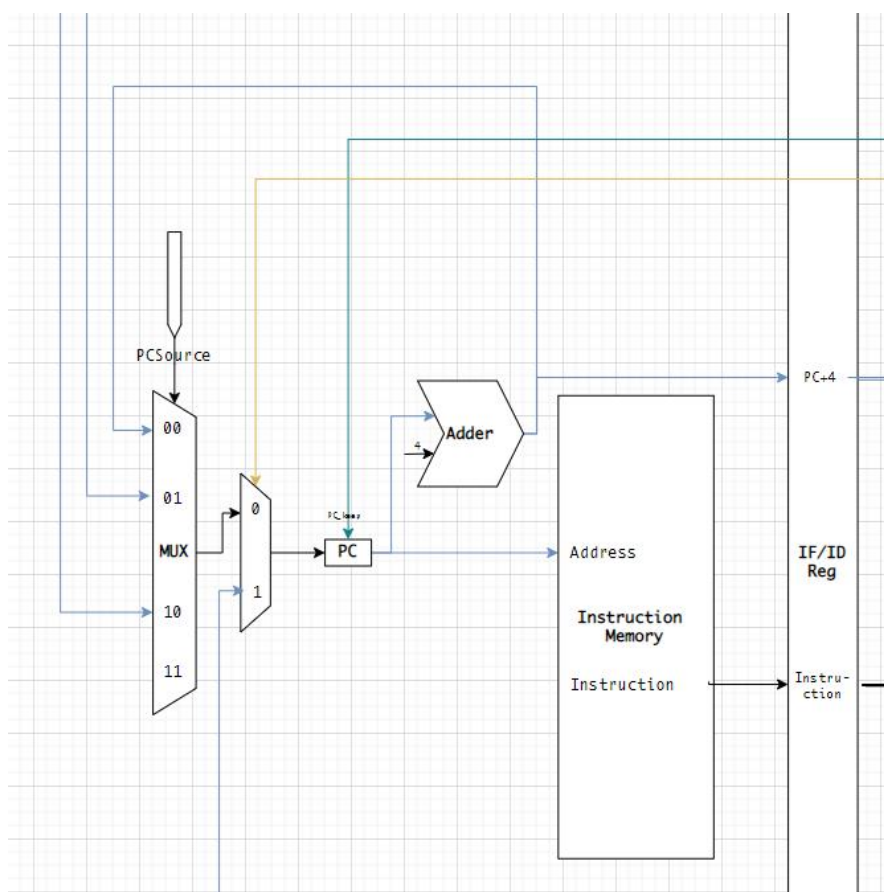 PCSource
PC+4
00
Adder
4
01
0
MUX
PC
Address
IF/ID
Reg
1
10
Instruction
Memory
11
Instruction
Instru-
ction